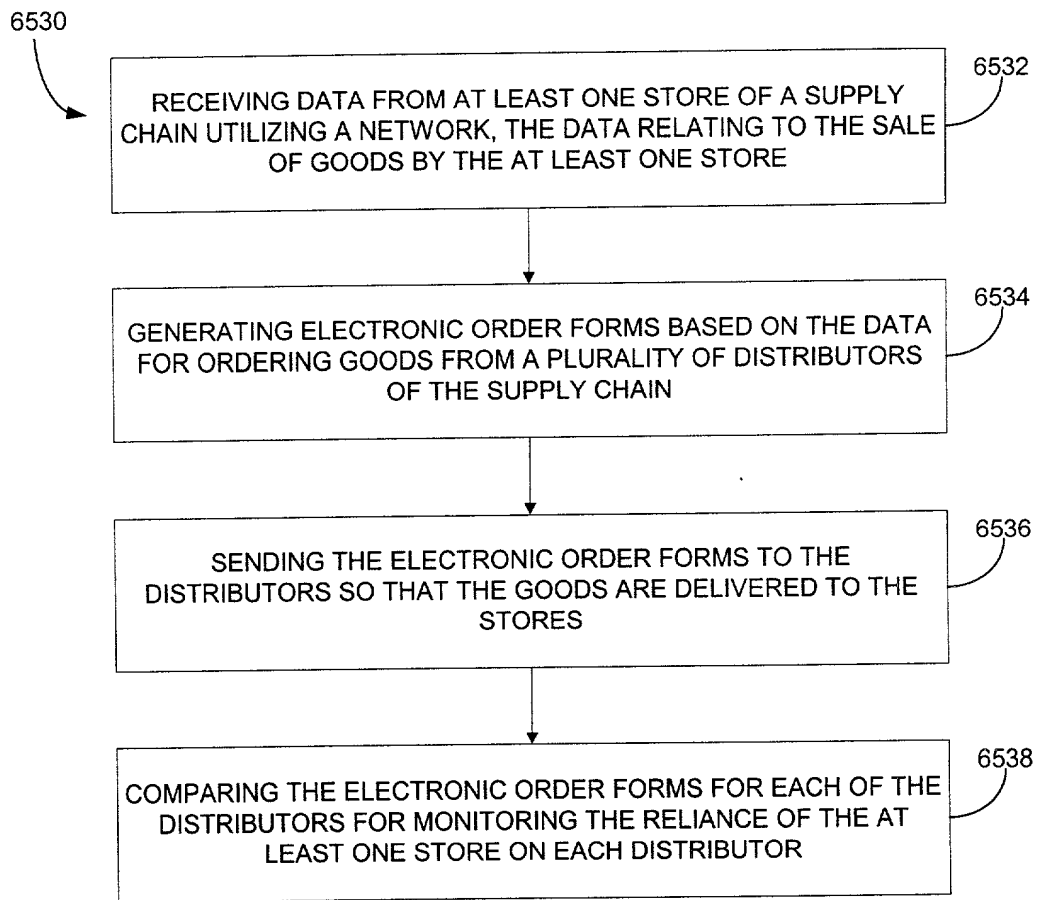 6530
6532
RECEIVING DATA FROM AT LEAST ONE STORE OF A SUPPLY
CHAIN UTILIZING A NETWORK, THE DATA RELATING TO THE SALE
OF GOODS BY THE AT LEAST ONE STORE
6534
GENERATING ELECTRONIC ORDER FORMS BASED ON THE DATA
FOR ORDERING GOODS FROM A PLURALITY OF DISTRIBUTORS
OF THE SUPPLY CHAIN
6536
SENDING THE ELECTRONIC ORDER FORMS TO THE
DISTRIBUTORS SO THAT THE GOODS ARE DELIVERED TO THE
STORES
6538
COMPARING THE ELECTRONIC ORDER FORMS FOR EACH OF THE
DISTRIBUTORS FOR MONITORING THE RELIANCE OF THE AT
LEAST ONE STORE ON EACH DISTRIBUTOR